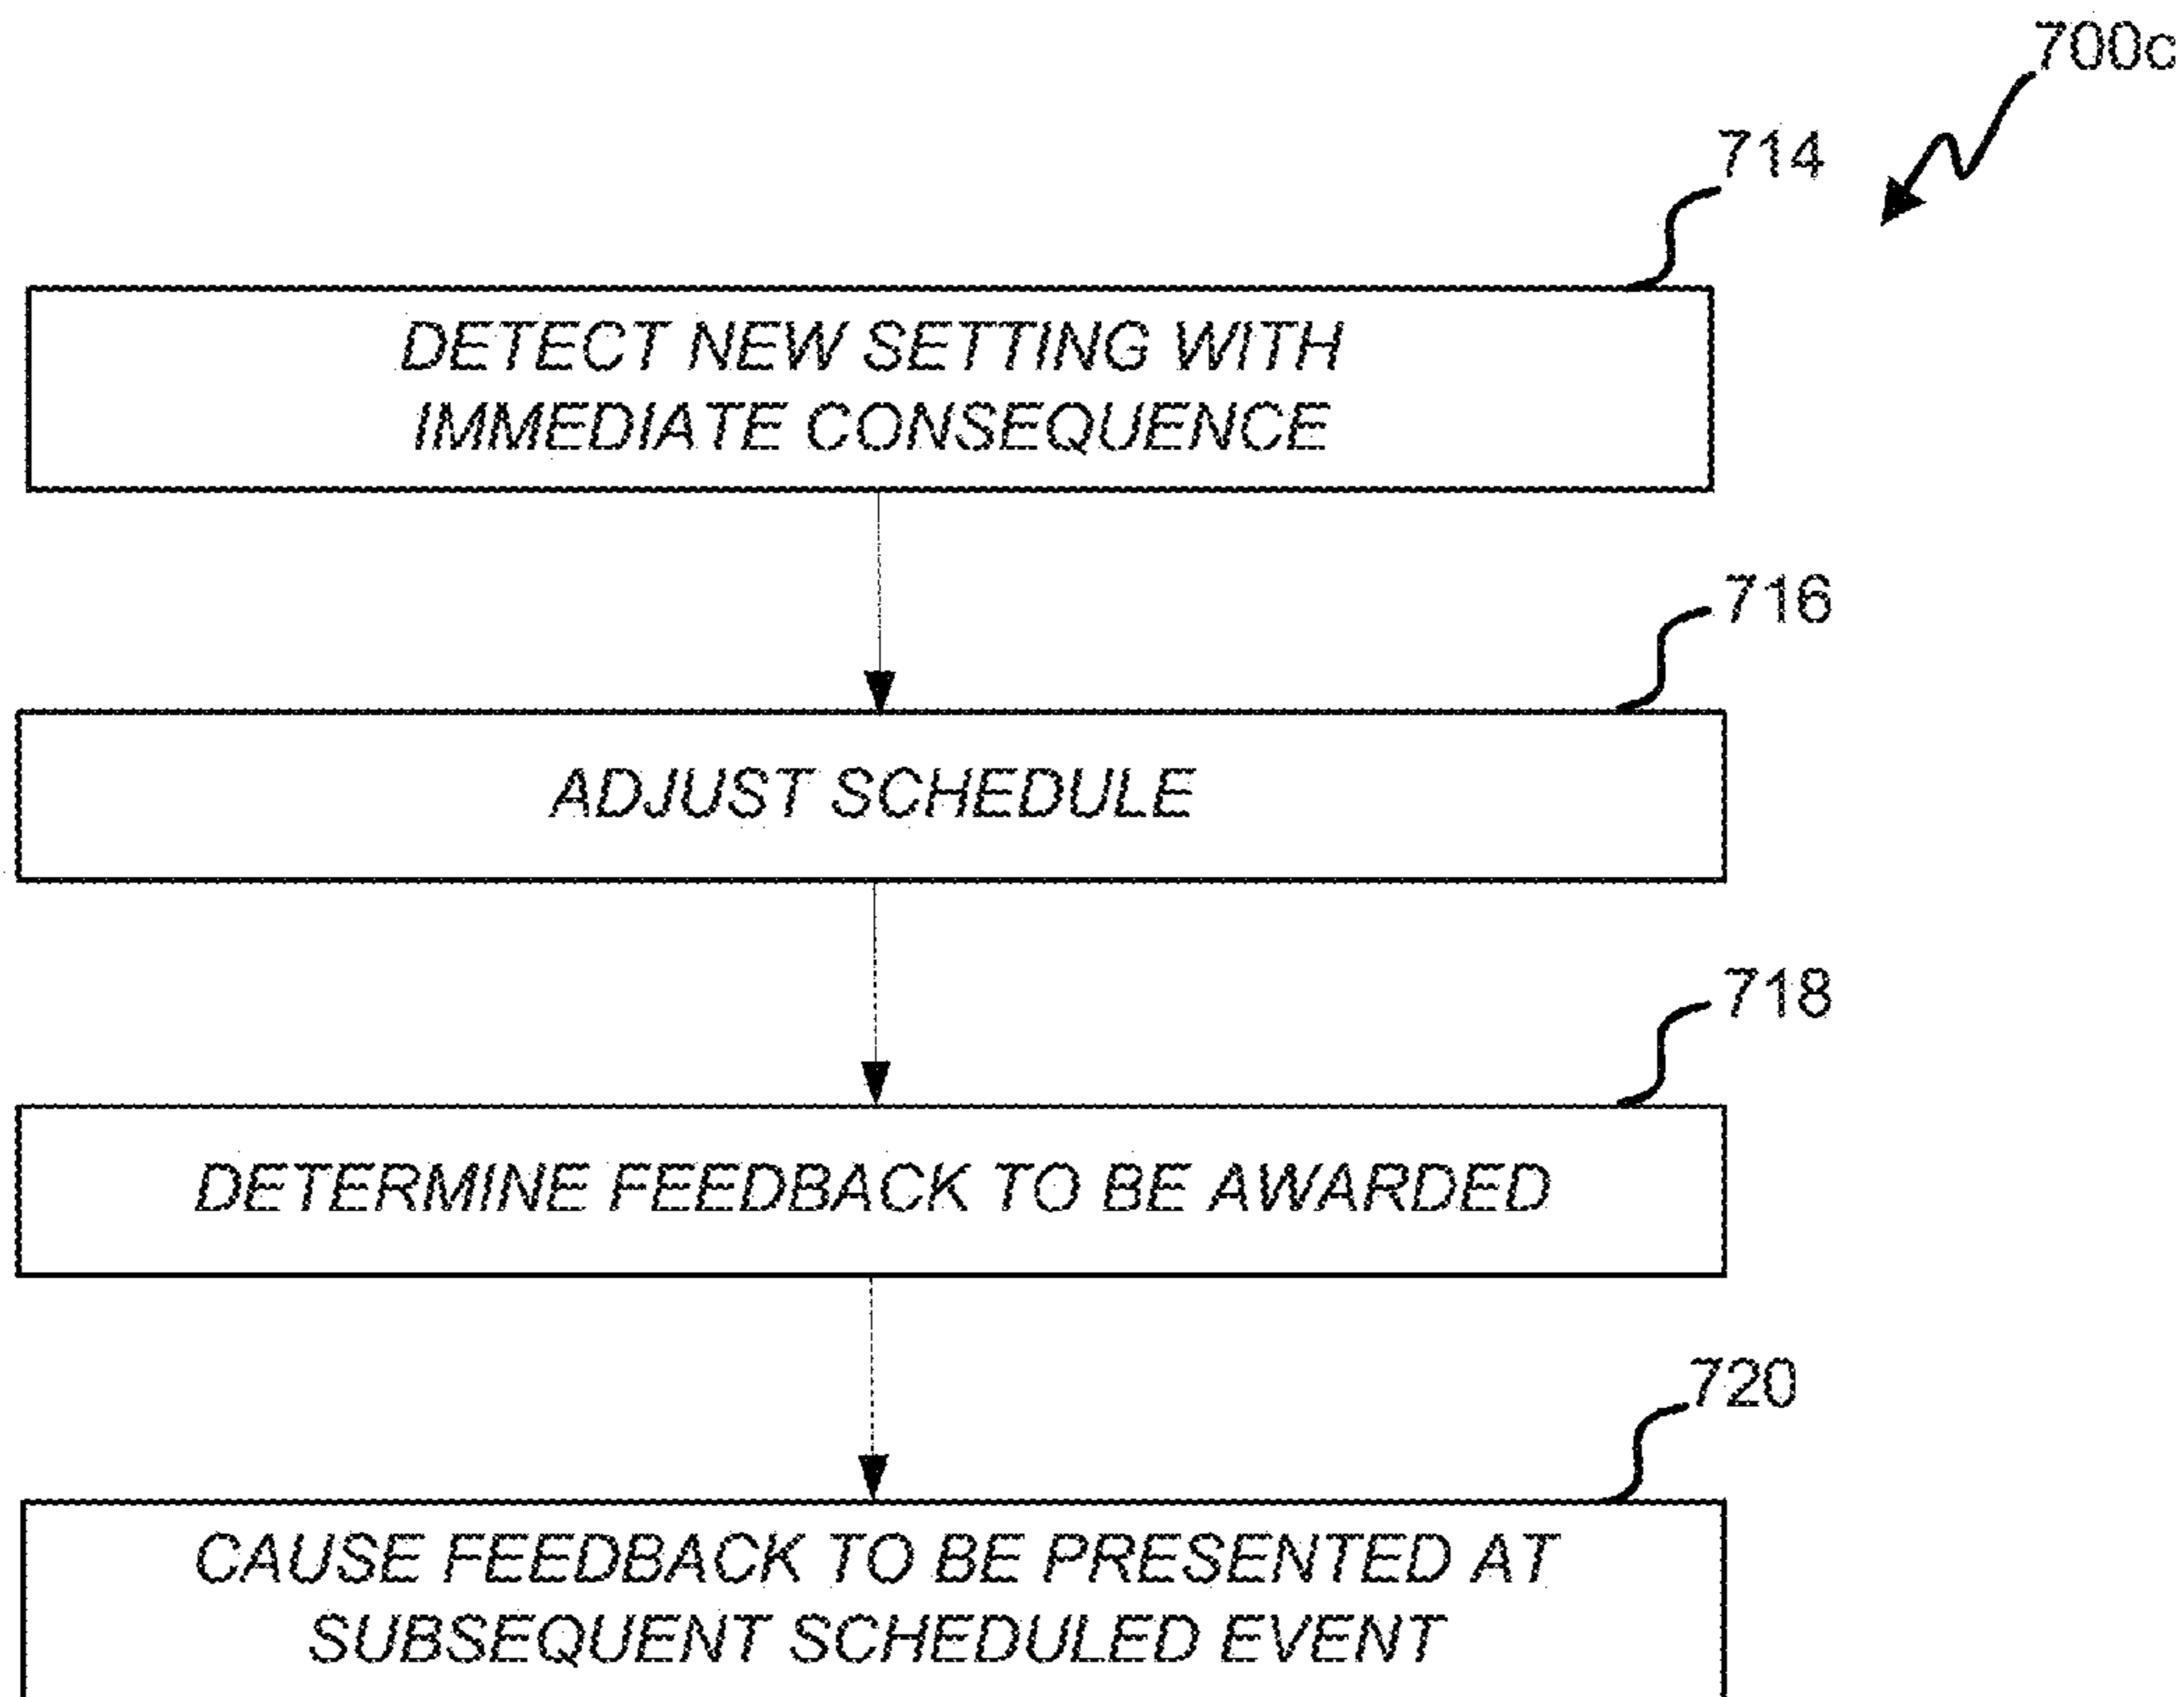 700c
714
DETECT NEW SETTING WITH
IMMEDIATE CONSEQUENCE
716
ADJUST SCHEDULE
718
DETERMINE FEEDBACK TO BE AWARDED
720
CAUSE FEEDBACK TO BE PRESENTED AT
SUBSEQUENT SCHEDULED EVENT